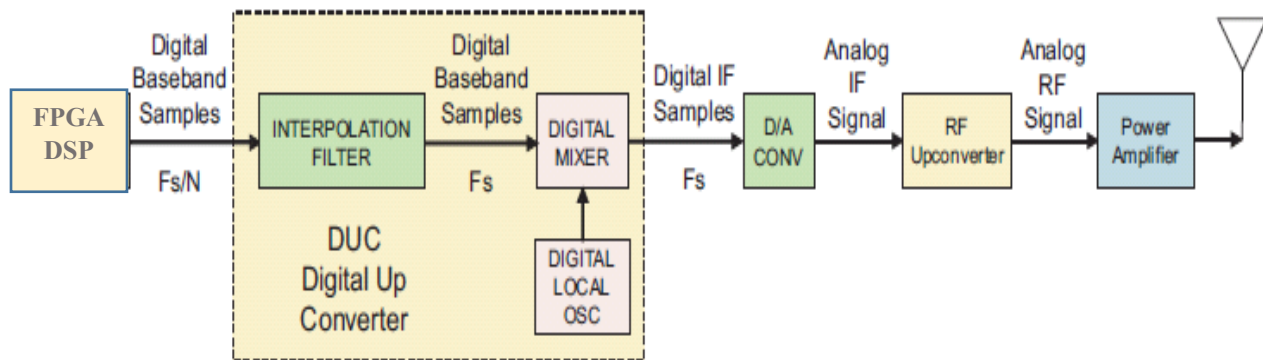 FPGA
DSP
Digital
Baseband
Samples
Fs/N
INTERPOLATION
FILTER
Digital
Baseband
Samples
Fs
DIGITAL
MIXER
DIGITAL
LOCAL
OSC
DUC
Digital Up
Converter
Digital IF
Samples
Fs
D/A
CONV
Analog
IF
Signal
RF
Upconverter
Analog
RF
Signal
Power
Amplifier